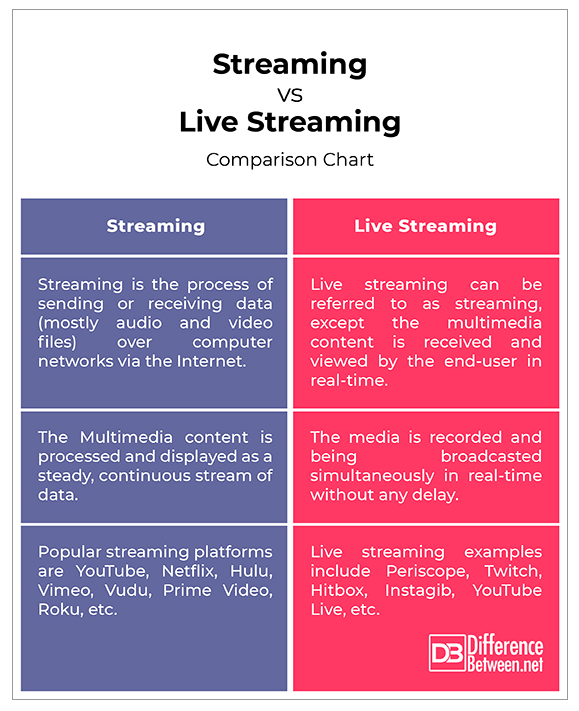 Streaming
vs
Live Streaming
Comparison Chart
Streaming
Live Streaming
Streaming is the process of
sending or receiving data
(mostly audio and video
files) over computer
networks via the Internet.
Live streaming can be
referred to as streaming,
except the multimedia
content is received and
viewed by the end-user in
real-time.
The Multimedia content is
processed and displayed as a
steady, continuous stream of
data.
The media is recorded and
being broadcasted
simultaneously in real-time
without any delay.
Popular streaming platforms
are YouTube, Netflix, Hulu,
Vimeo, Vudu, Prime Video,
Roku, etc.
Live streaming examples
include Periscope, Twitch,
Hitbox, Instagib, YouTube
Live, etc.
DB Difference
Between.net